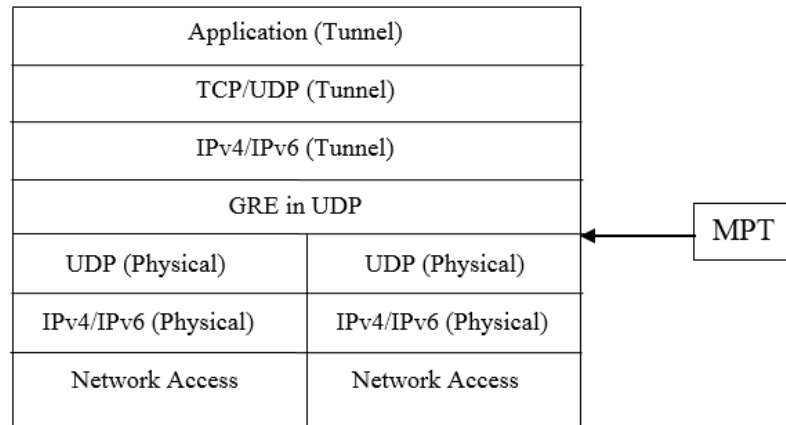 Application (Tunnel)
TCP/UDP (Tunnel)
IPv4/IPv6 (Tunnel)
GRE in UDP
MPT
UDP (Physical)
UDP (Physical)
IPv4/IPv6 (Physical)
IPv4/IPv6 (Physical)
Network Access
Network Access